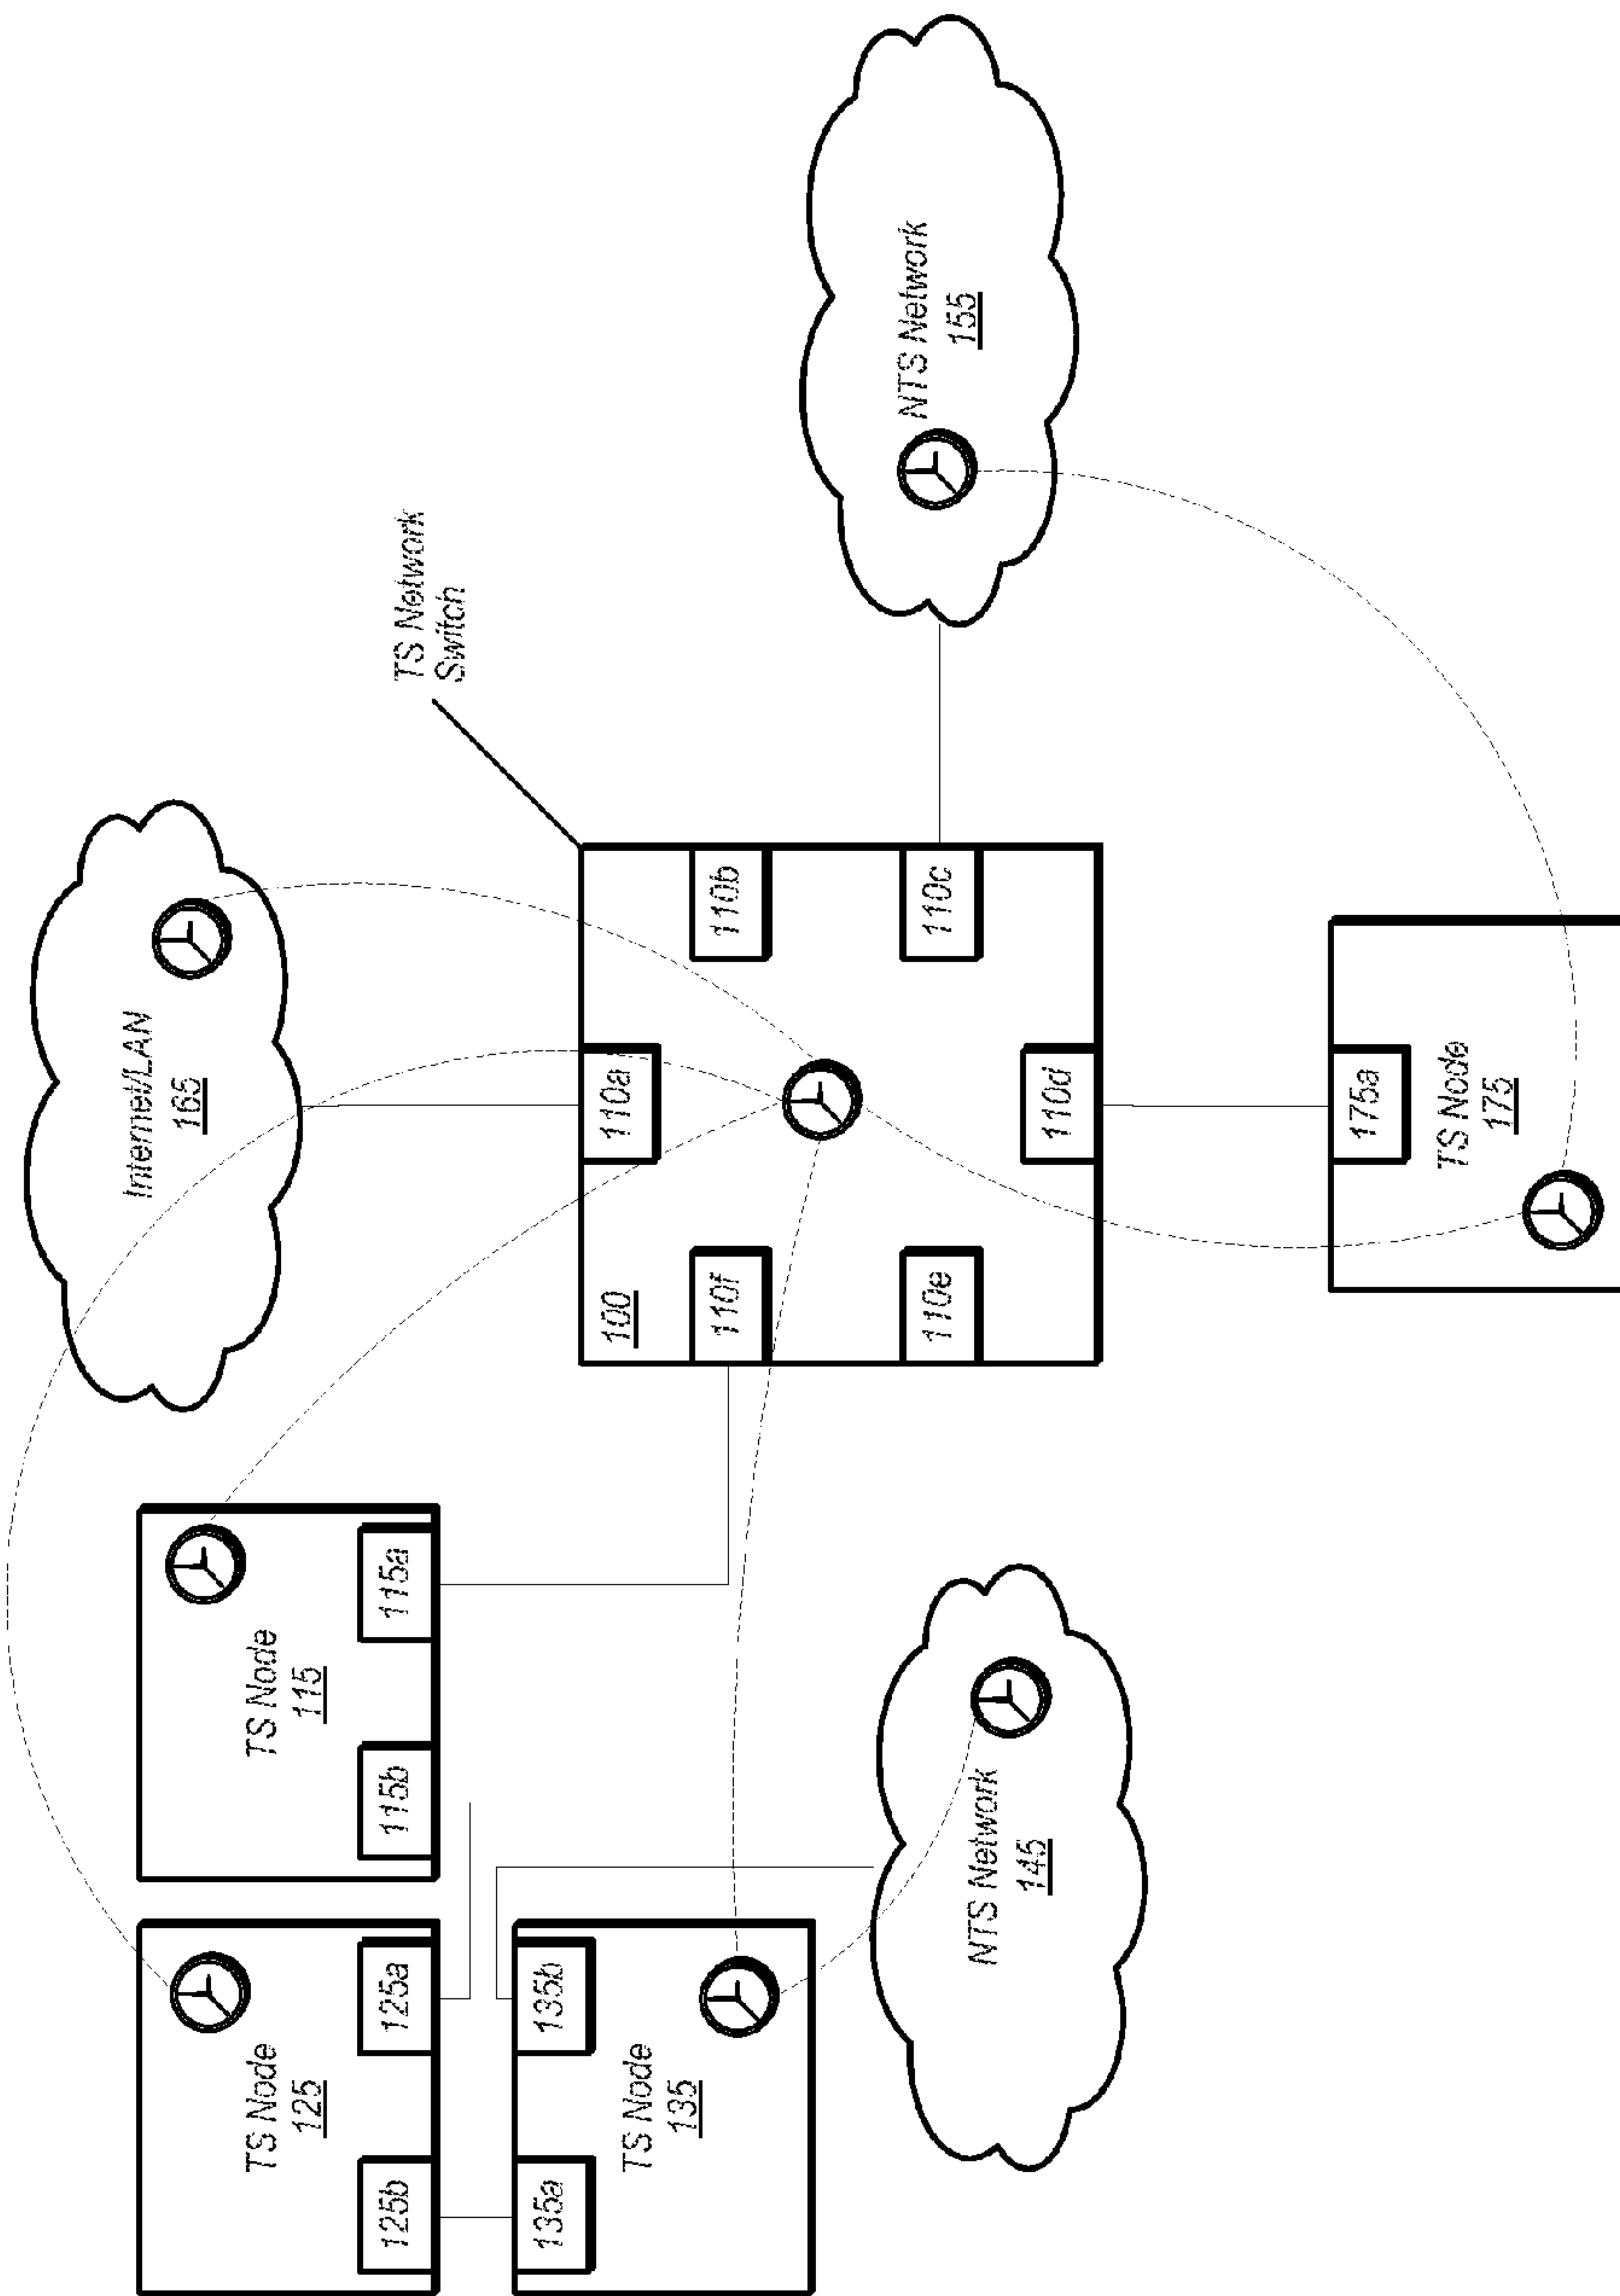 Internet/LAN
165
TS Node
125
TS Node
115
125b
125a
115b
115a
TS Network
Switch
135a
135b
100
110a
TS Node
135
110f
110b
NTS Network
155
110e
110c
NTS Network
145
110d
175a
TS Node
175